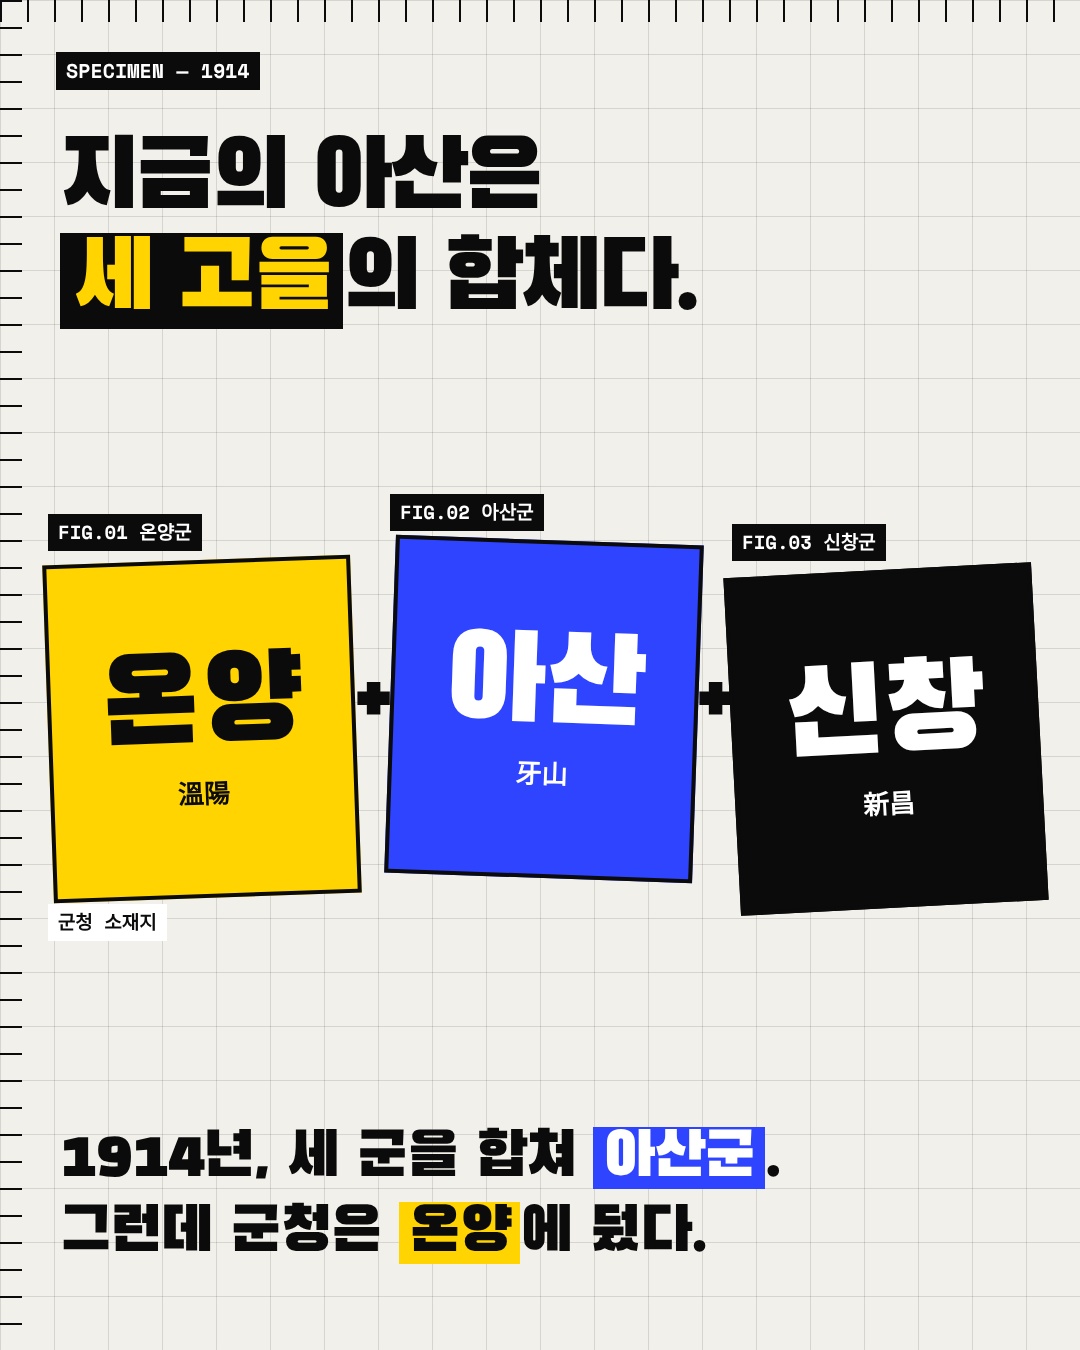 SPECIMEN — 1914
지금의 아산은
세 고을의 합체다.
FIG.01 온양군
FIG.02 아산군
FIG.03 신창군
온양
+
아산
+
신창
溫陽
牙山
新昌
군청 소재지
1914년, 세 군을 합쳐 아산군.
그런데 군청은 온양에 뒀다.